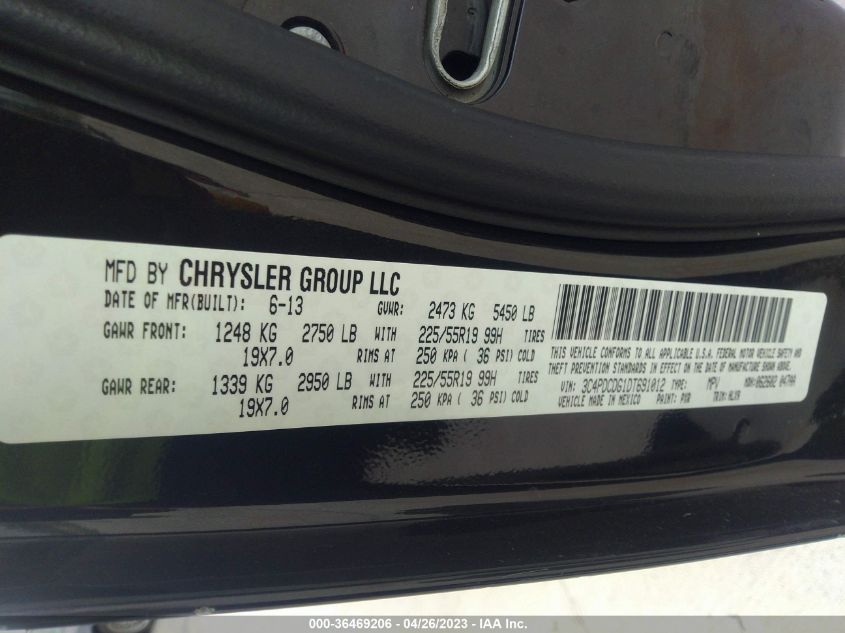 MFD BY CHRYSLER GROUP LLC
DATE OF MFR(BUILT): 6-13 GVWR: 2473 KG 5450 LB
GAWR FRONT: 1248 KG 2750 LB WITH 225/55R19 99H TIRES
19X7.0 RIMS AT 250 KPA ( 36 PSI) COLD
GAWR REAR: 1339 KG 2950 LB WITH 225/55R19 99H TIRES
19X7.0 RIMS AT 250 KPA ( 36 PSI) COLD
THIS VEHICLE CONFORMS TO ALL APPLICABLE U.S.A. FEDERAL MOTOR VEHICLE SAFETY AND
THEFT PREVENTION STANDARDS IN EFFECT ON THE DATE OF MANUFACTURE SHOWN ABOVE.
VIN: 3C4PDCDG1DT691012 TYPE: MPV MDH: 062602 047AA
VEHICLE MADE IN MEXICO PAINT: PXR TRIM:
000-36469206 - 04/26/2023 - IAA Inc.